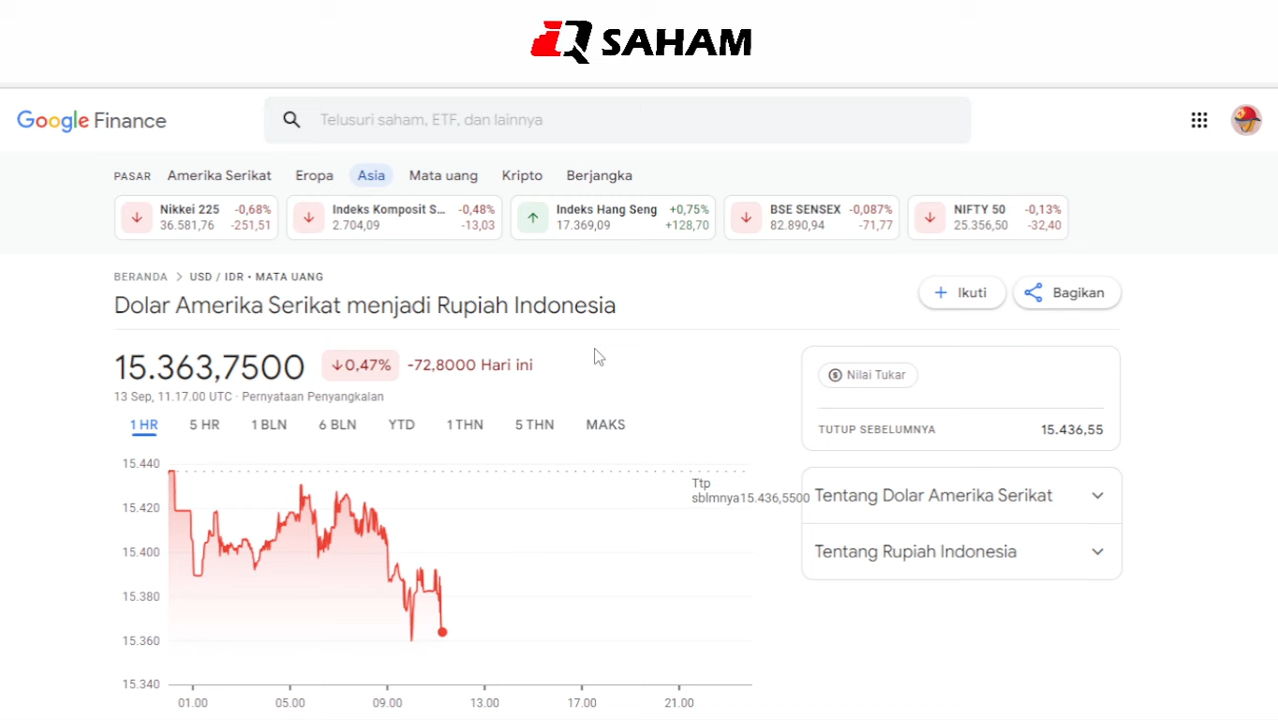 iQ SAHAM
Google Finance
Telusuri saham, ETF, dan lainnya
PASAR Amerika Serikat Eropa Asia Mata uang Kripto Berjangka
Nikkei 225 -0,68%
36.581,76 -251,51
Indeks Komposit S... -0,48%
2.704,09 -13,03
Indeks Hang Seng +0,75%
17.369,09 +128,70
BSE SENSEX -0,087%
82.890,94 -71,77
NIFTY 50 -0,13%
25.356,50 -32,40
BERANDA > USD / IDR • MATA UANG
Dolar Amerika Serikat menjadi Rupiah Indonesia
+ Ikuti
Bagikan
15.363,7500 ↓0,47% -72,8000 Hari ini
13 Sep, 11.17.00 UTC · Pernyataan Penyangkalan
1 HR 5 HR 1 BLN 6 BLN YTD 1 THN 5 THN MAKS
15.440
15.420
15.400
15.380
15.360
15.340
Ttp
sblmnya15.436,5500
01.00 05.00 09.00 13.00 17.00 21.00
Nilai Tukar
TUTUP SEBELUMNYA 15.436,55
Tentang Dolar Amerika Serikat
Tentang Rupiah Indonesia